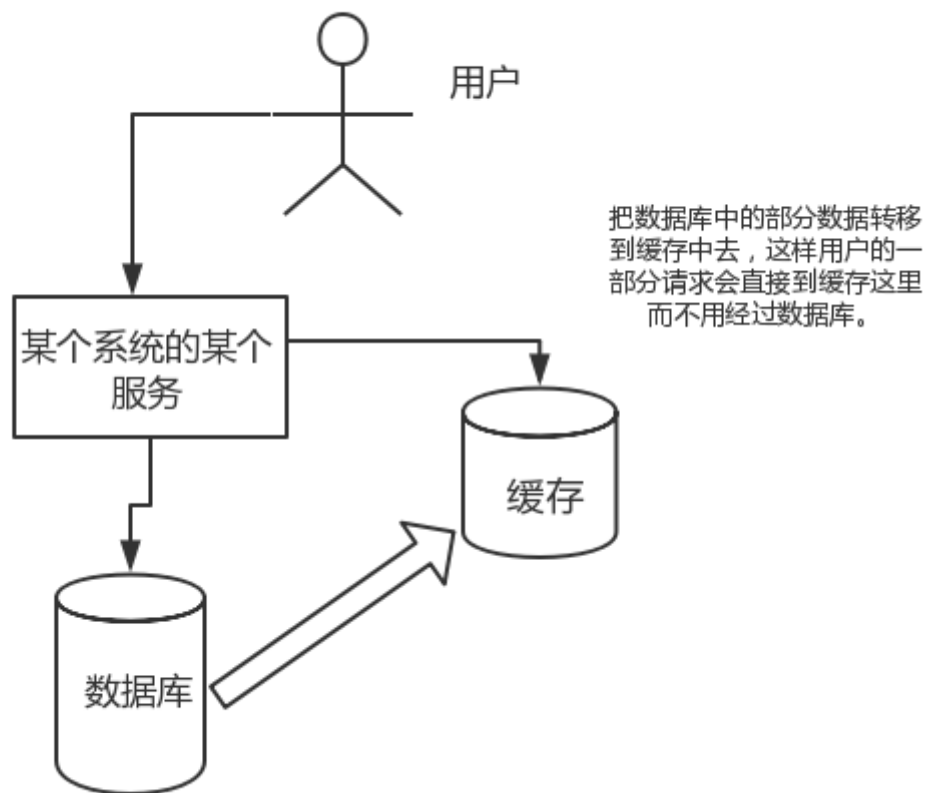 用户
把数据库中的部分数据转移
到缓存中去，这样用户的一
部分请求会直接到缓存这里
而不用经过数据库。
某个系统的某个
服务
缓存
数据库